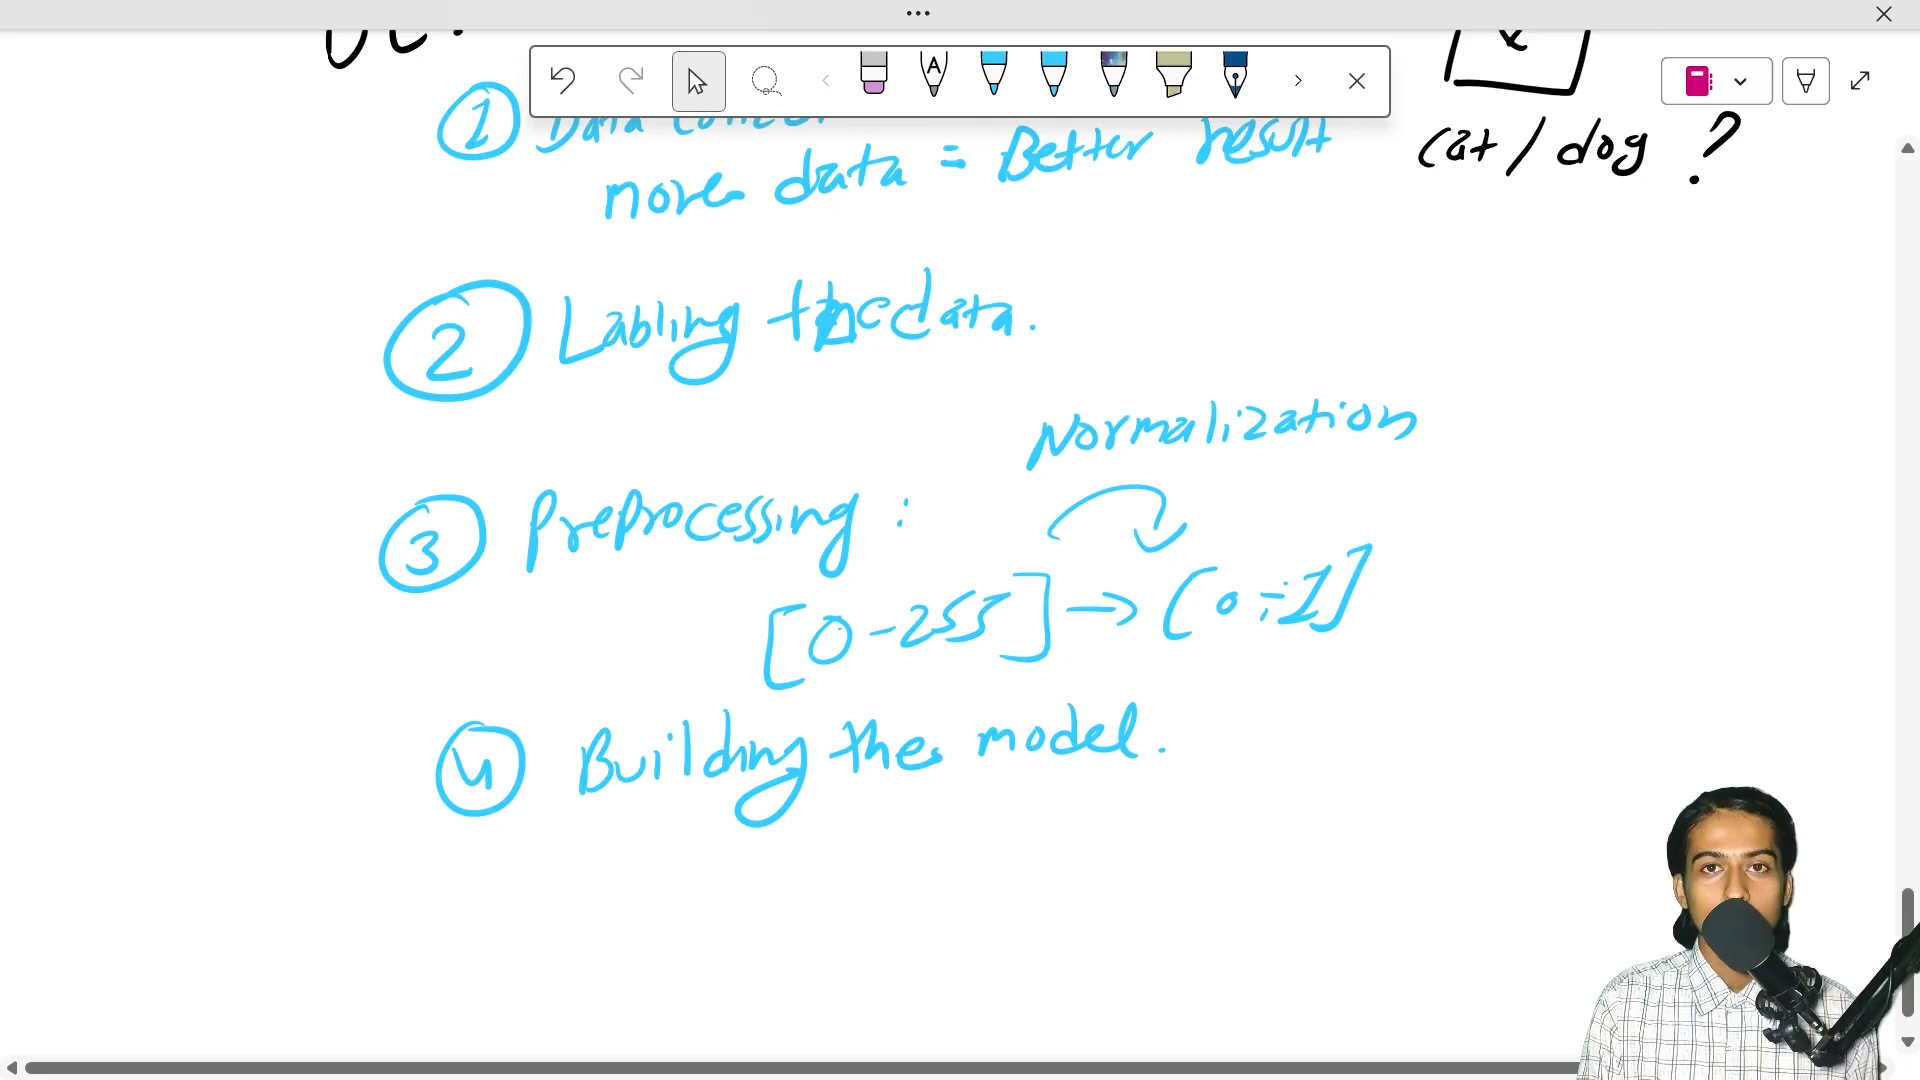 ① Data
more data = Better result
cat / dog ?
② Labling the data.
Normalization
③ Preprocessing :
[0-255] → [0-1]
④ Building the model.
A